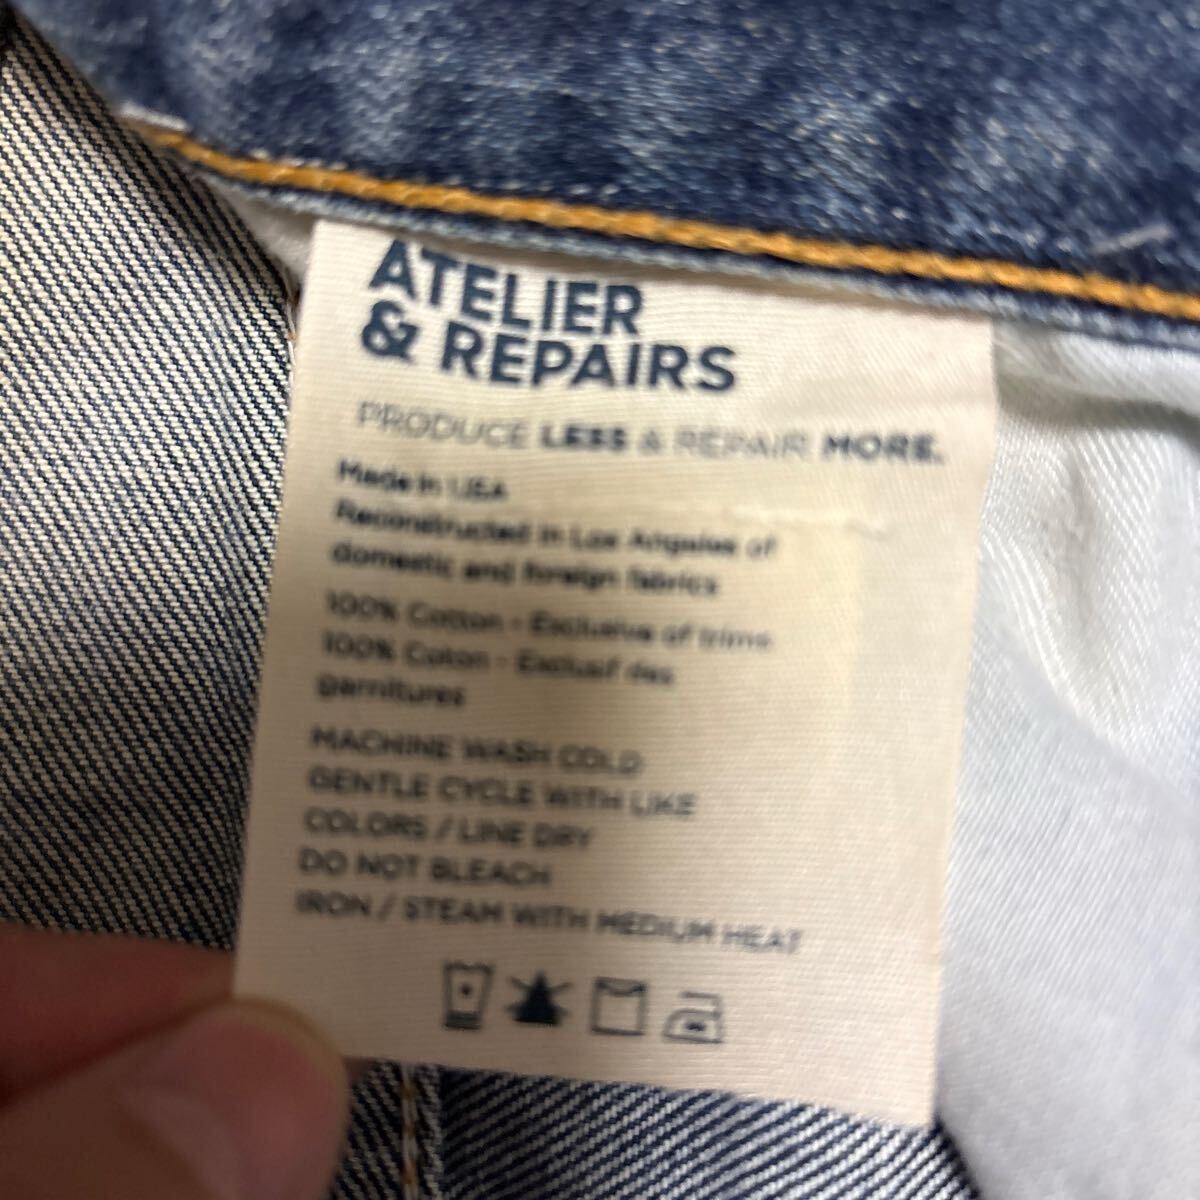 ATELIER
& REPAIRS
PRODUCE LESS & REPAIR MORE.
Made in USA
Reconstructed in Los Angeles of
domestic and foreign fabrics
100% Cotton - Exclusive of trims
100% Coton - Exclusif des
garnitures
MACHINE WASH COLD
GENTLE CYCLE WITH LIKE
COLORS / LINE DRY
DO NOT BLEACH
IRON / STEAM WITH MEDIUM HEAT